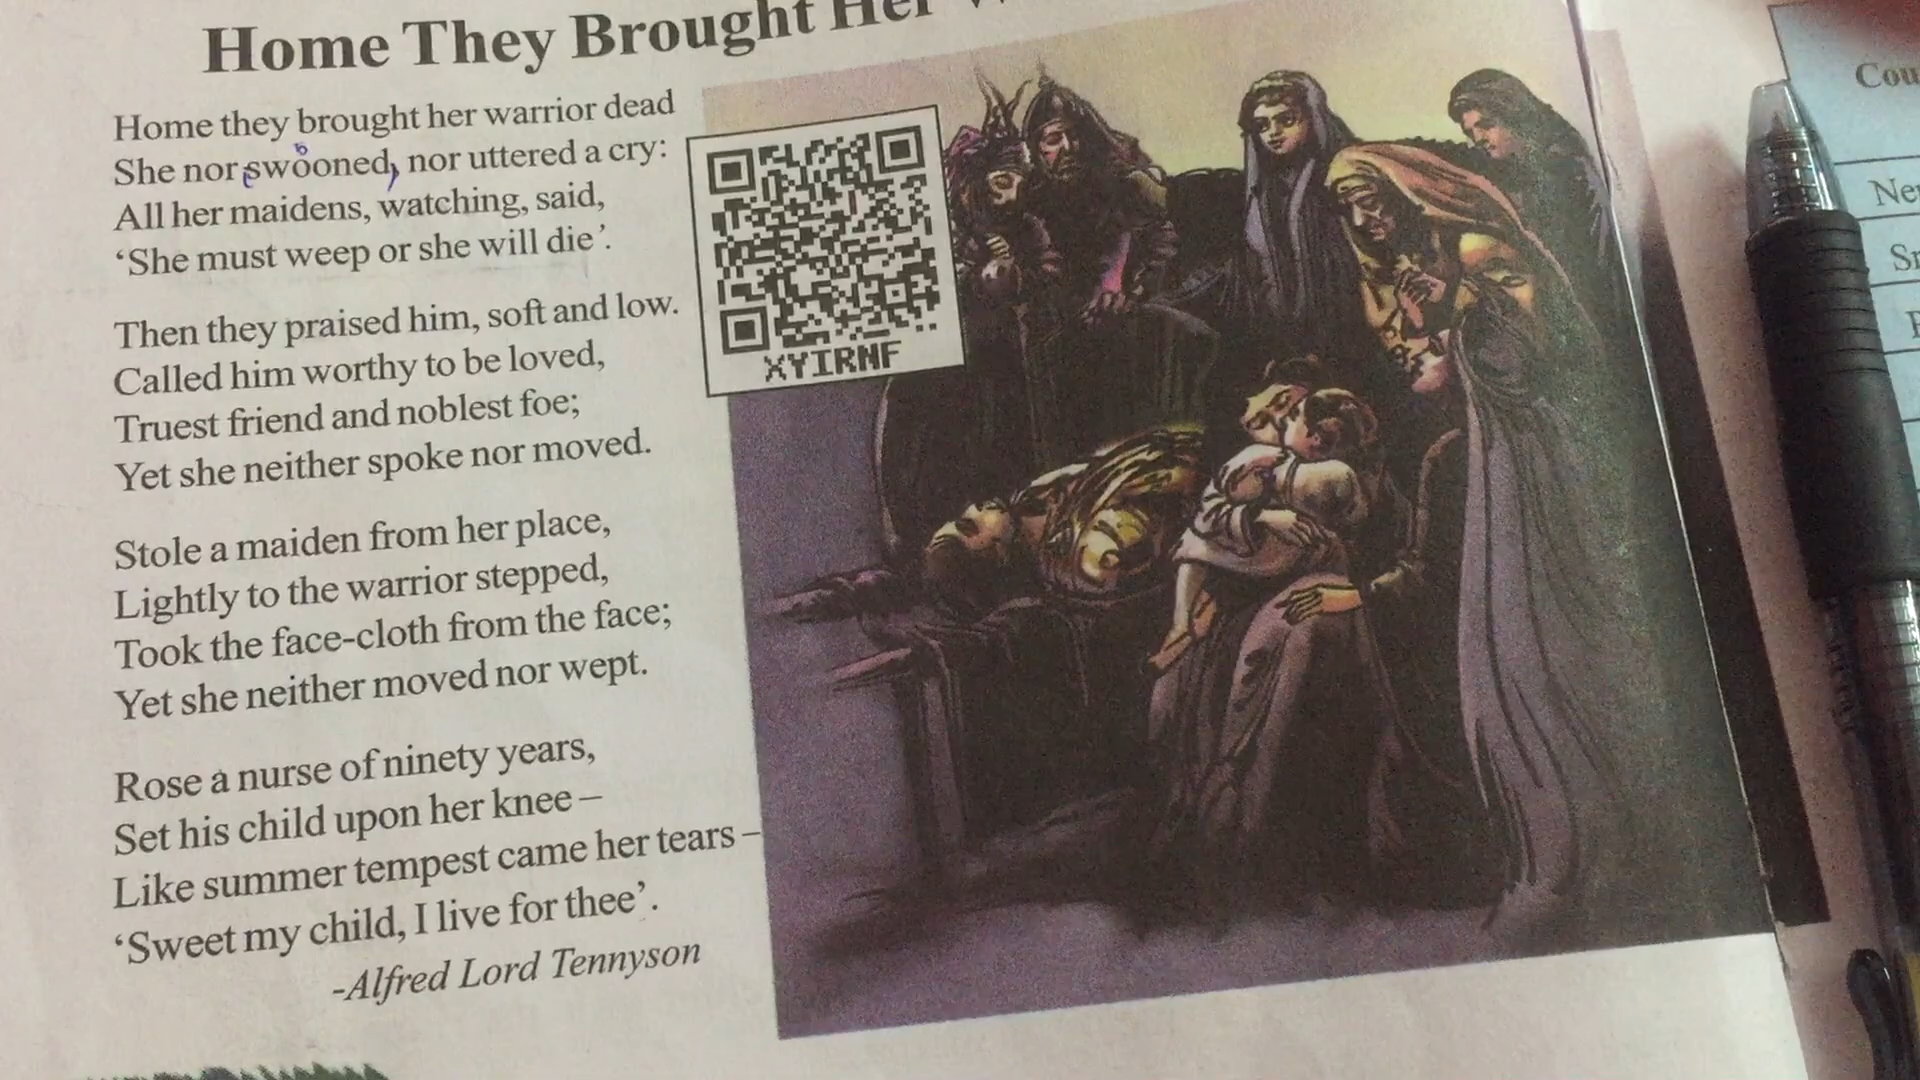 Home They Brought Her
Home they brought her warrior dead
She nor swooned, nor uttered a cry:
All her maidens, watching, said,
‘She must weep or she will die’.
Then they praised him, soft and low.
Called him worthy to be loved,
Truest friend and noblest foe;
Yet she neither spoke nor moved.
Stole a maiden from her place,
Lightly to the warrior stepped,
Took the face-cloth from the face;
Yet she neither moved nor wept.
Rose a nurse of ninety years,
Set his child upon her knee –
Like summer tempest came her tears –
‘Sweet my child, I live for thee’.
-Alfred Lord Tennyson
XYIRNF
Cou